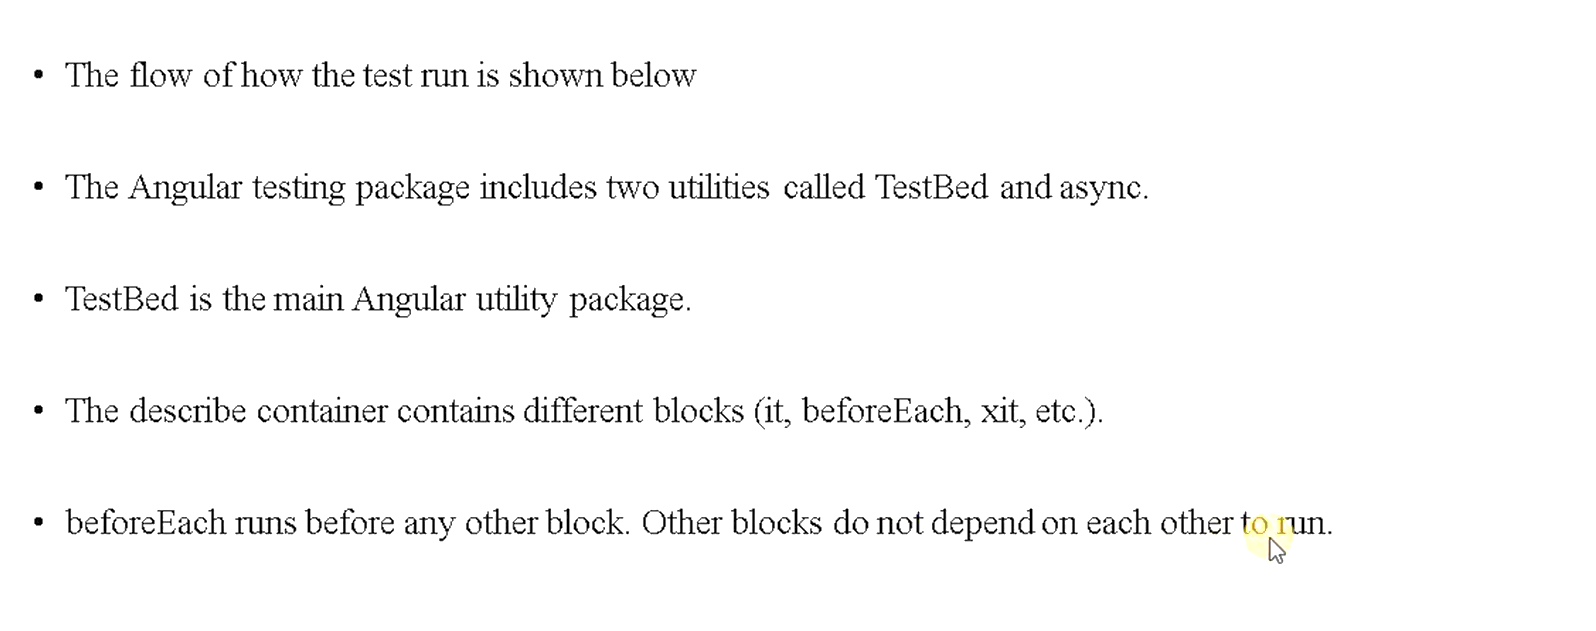 • The flow of how the test run is shown below
• The Angular testing package includes two utilities called TestBed and async.
• TestBed is the main Angular utility package.
• The describe container contains different blocks (it, beforeEach, xit, etc.).
• beforeEach runs before any other block. Other blocks do not depend on each other to run.